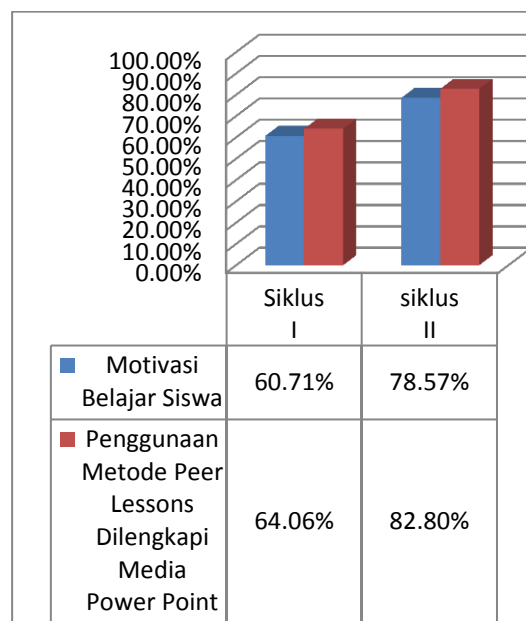 100.00%
90.00%
80.00%
70.00%
60.00%
50.00%
40.00%
30.00%
20.00%
10.00%
0.00%
Siklus siklus
I II
Motivasi
Belajar Siswa 60.71% 78.57%
Penggunaan
Metode Peer
Lessons
Dilengkapi 64.06% 82.80%
Media
Power Point